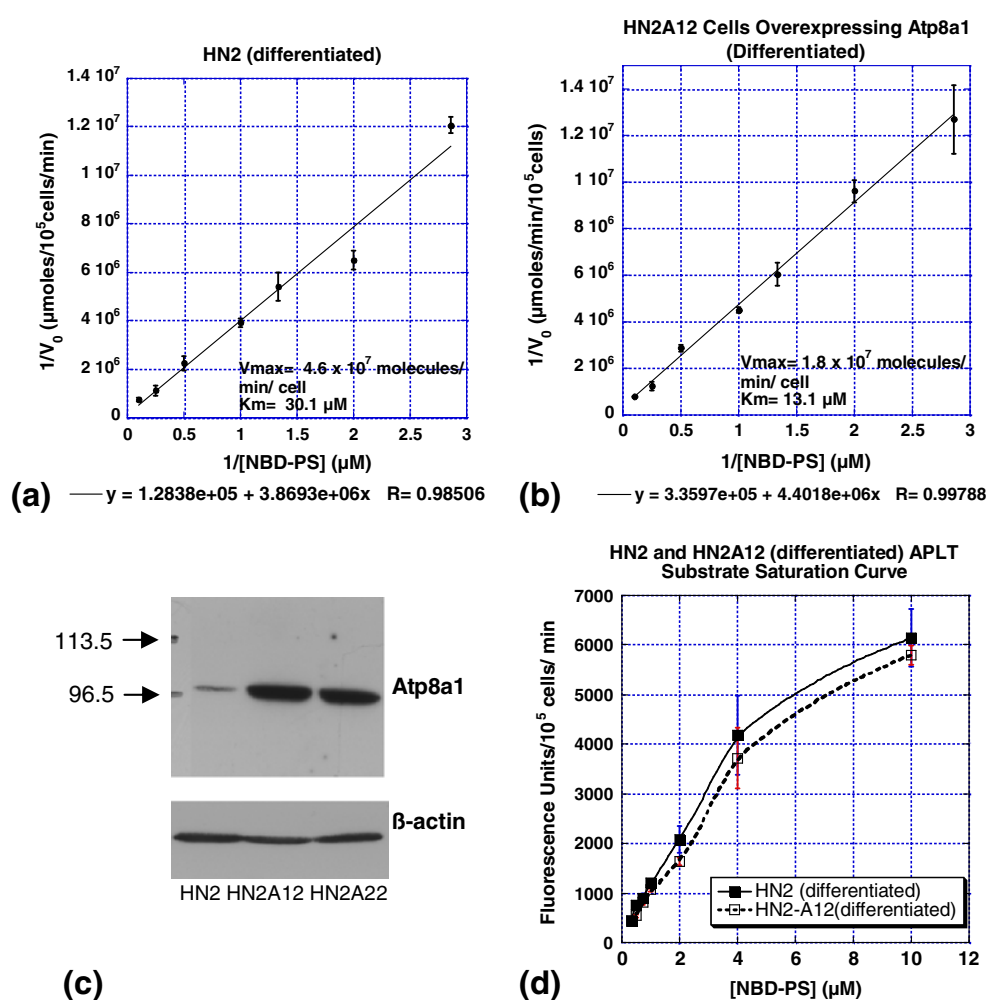 HN2 (differentiated)
1/V0 (µmoles/10^5cells/min)
1.4 10^7
1.2 10^7
1 10^7
8 10^6
6 10^6
4 10^6
2 10^6
0
Vmax= 4.6 x 10^7 molecules/
min/ cell
Km= 30.1 µM
0 0.5 1 1.5 2 2.5 3
1/[NBD-PS] (µM)
(a)
y = 1.2838e+05 + 3.8693e+06x R= 0.98506
HN2A12 Cells Overexpressing Atp8a1
(Differentiated)
1/V0 (µmoles/min/10^5cells)
1.4 10^7
1.2 10^7
1 10^7
8 10^6
6 10^6
4 10^6
2 10^6
0
Vmax= 1.8 x 10^7 molecules/
min/ cell
Km= 13.1 µM
0 0.5 1 1.5 2 2.5 3
1/[NBD-PS] (µM)
(b)
y = 3.3597e+05 + 4.4018e+06x R= 0.99788
113.5
96.5
Atp8a1
ß-actin
HN2 HN2A12 HN2A22
(c)
HN2 and HN2A12 (differentiated) APLT
Substrate Saturation Curve
Fluorescence Units/10^5 cells/ min
7000
6000
5000
4000
3000
2000
1000
0
HN2 (differentiated)
HN2-A12(differentiated)
0 2 4 6 8 10 12
[NBD-PS] (µM)
(d)